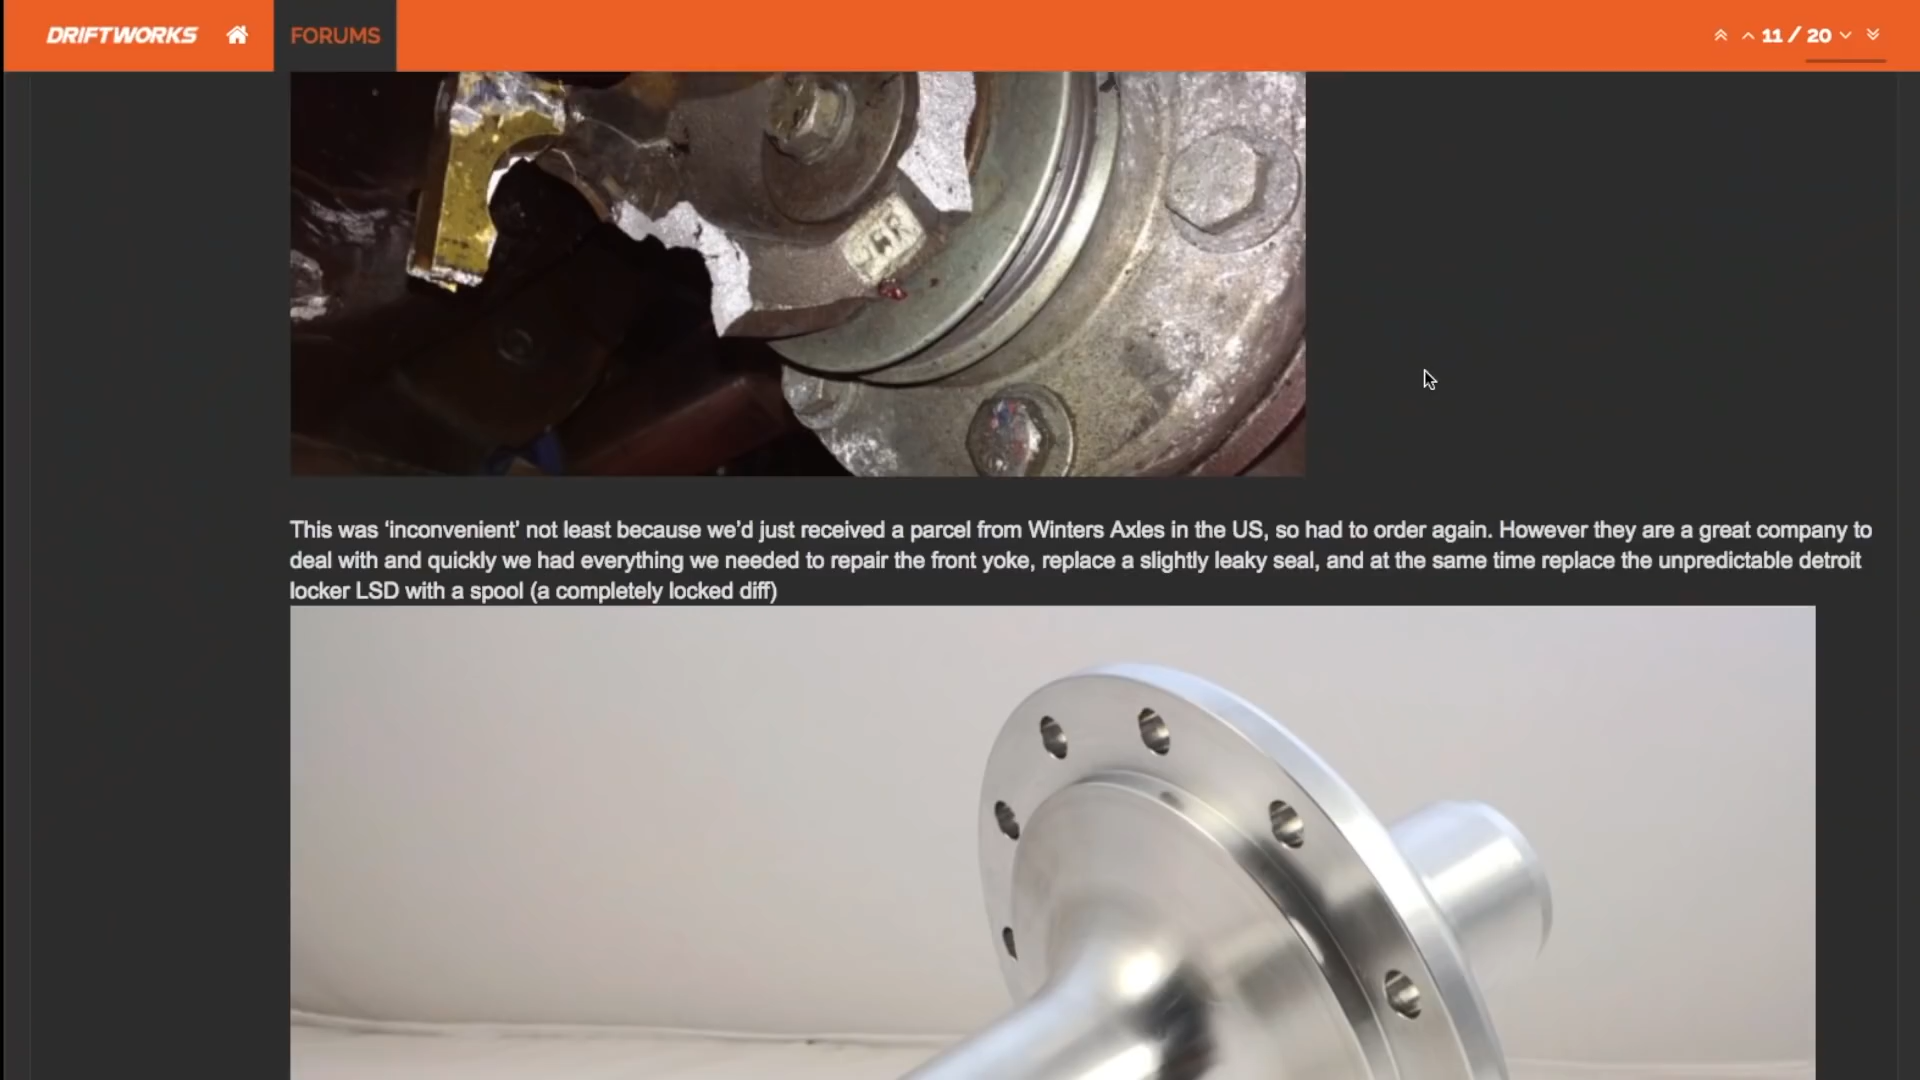 DRIFTWORKS FORUMS 11 / 20
This was ‘inconvenient’ not least because we’d just received a parcel from Winters Axles in the US, so had to order again. However they are a great company to
deal with and quickly we had everything we needed to repair the front yoke, replace a slightly leaky seal, and at the same time replace the unpredictable detroit
locker LSD with a spool (a completely locked diff)